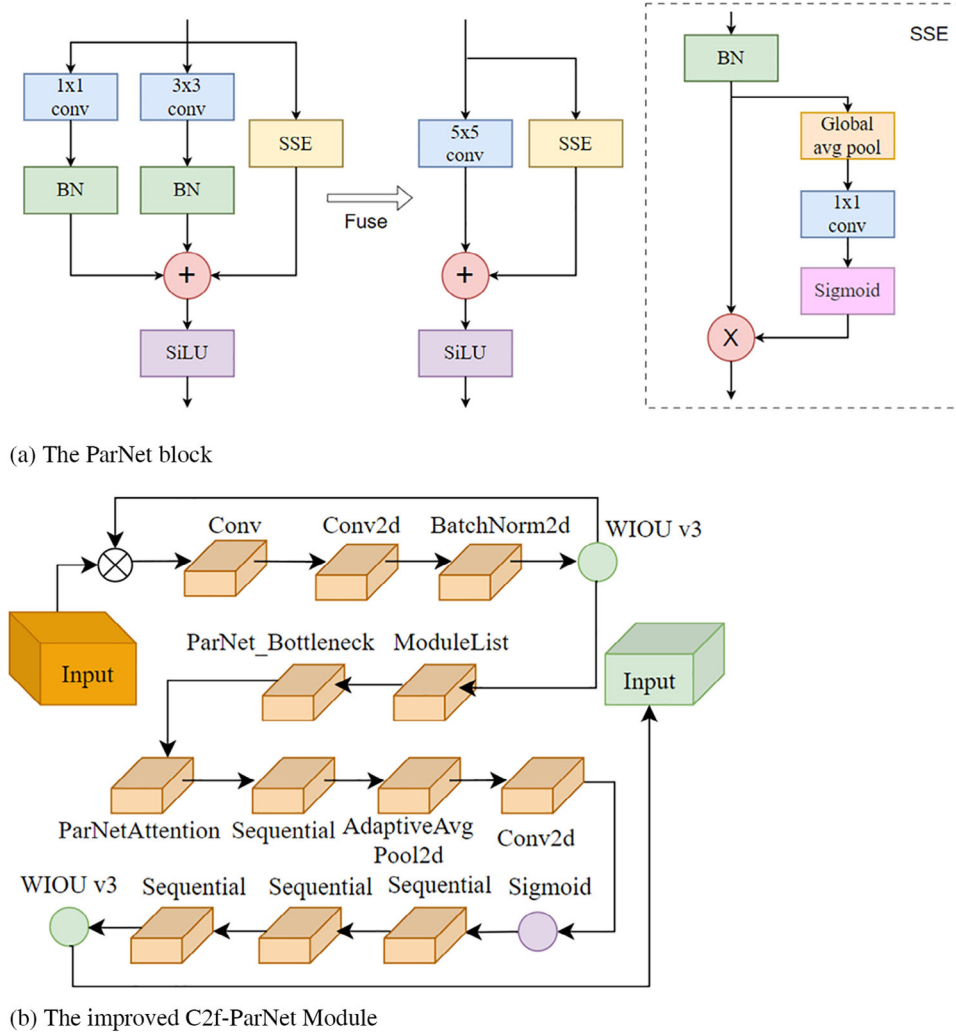 SSE
1x1
conv
3x3
conv
SSE
BN
BN
+
SiLU
Fuse
5x5
conv
SSE
+
SiLU
BN
Global
avg pool
1x1
conv
Sigmoid
X
(a) The ParNet block
Conv
Conv2d
BatchNorm2d
WIOU v3
Input
ParNet_Bottleneck
ModuleList
Input
ParNetAttention
Sequential
AdaptiveAvg
Pool2d
Conv2d
WIOU v3
Sequential
Sequential
Sequential
Sigmoid
(b) The improved C2f-ParNet Module